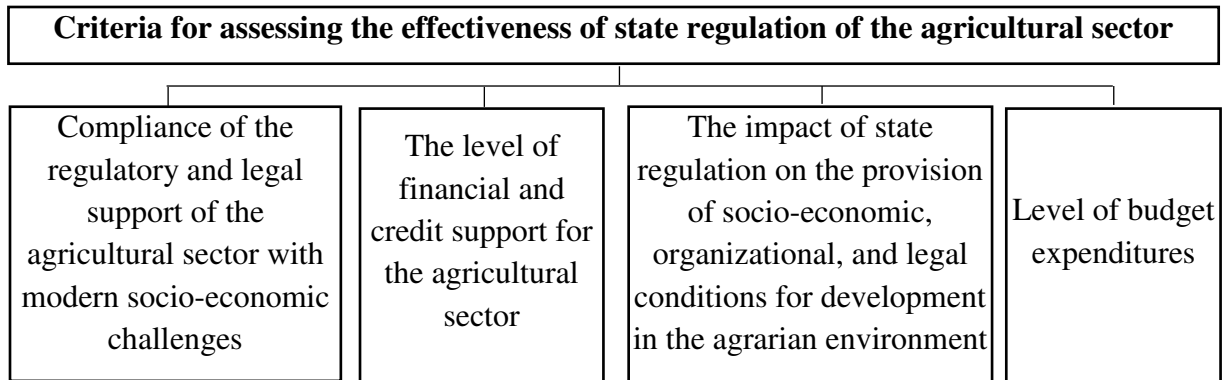 Criteria for assessing the effectiveness of state regulation of the agricultural sector
Compliance of the
regulatory and legal
support of the
agricultural sector with
modern socio-economic
challenges
The level of
financial and
credit support for
the agricultural
sector
The impact of state
regulation on the provision
of socio-economic,
organizational, and legal
conditions for development
in the agrarian environment
Level of budget
expenditures